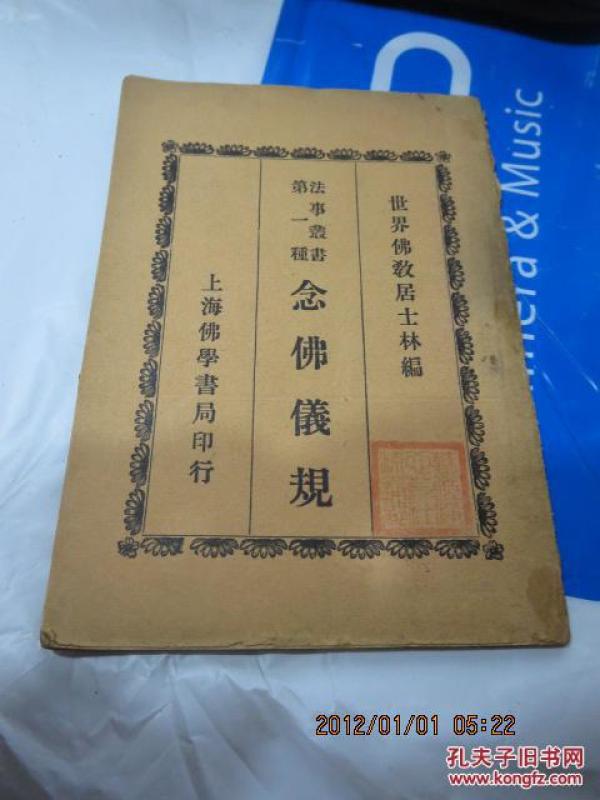 世界佛教居士林編
法事叢書
第一種
念佛儀規
上海佛學書局印行
& Music
2012/01/01 05:22
孔夫子旧书网
www.kongfz.com